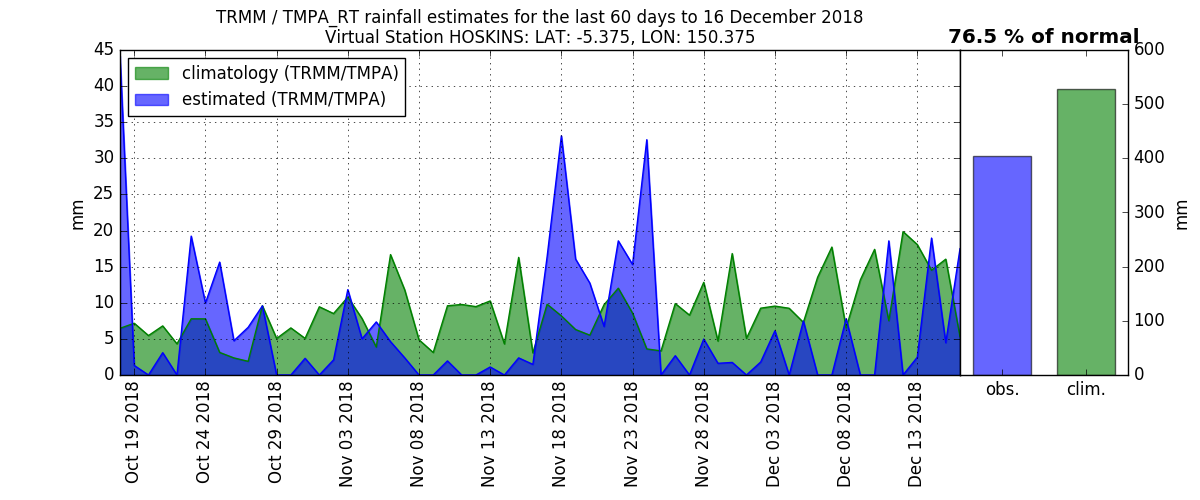 TRMM / TMPA_RT rainfall estimates for the last 60 days to 16 December 2018
Virtual Station HOSKINS: LAT: -5.375, LON: 150.375
76.5 % of normal
climatology (TRMM/TMPA)
estimated (TRMM/TMPA)
mm
45
40
35
30
25
20
15
10
5
0
Oct 19 2018
Oct 24 2018
Oct 29 2018
Nov 03 2018
Nov 08 2018
Nov 13 2018
Nov 18 2018
Nov 23 2018
Nov 28 2018
Dec 03 2018
Dec 08 2018
Dec 13 2018
obs.
clim.
600
500
400
300
200
100
0
mm